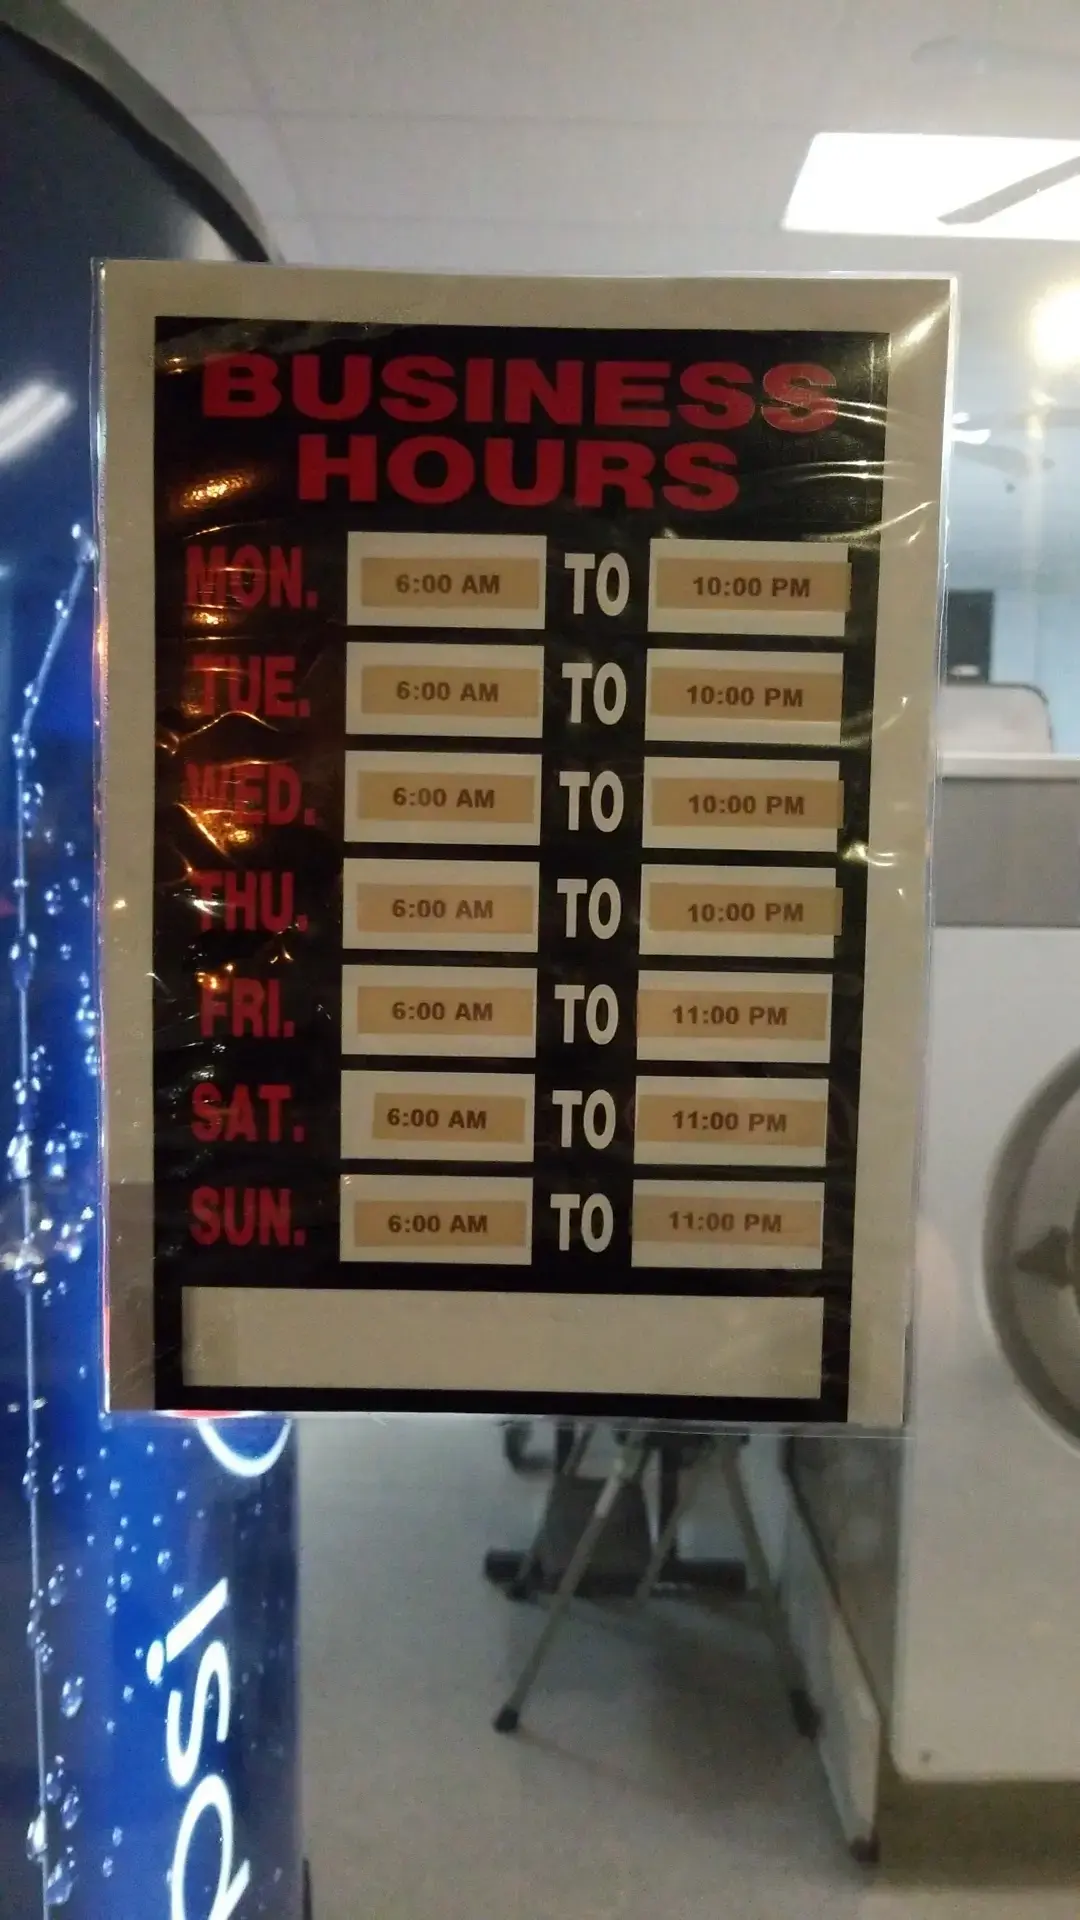 BUSINESS
HOURS
MON. 6:00 AM TO 10:00 PM
TUE. 6:00 AM TO 10:00 PM
WED. 6:00 AM TO 10:00 PM
THU. 6:00 AM TO 10:00 PM
FRI. 6:00 AM TO 11:00 PM
SAT. 6:00 AM TO 11:00 PM
SUN. 6:00 AM TO 11:00 PM
psi